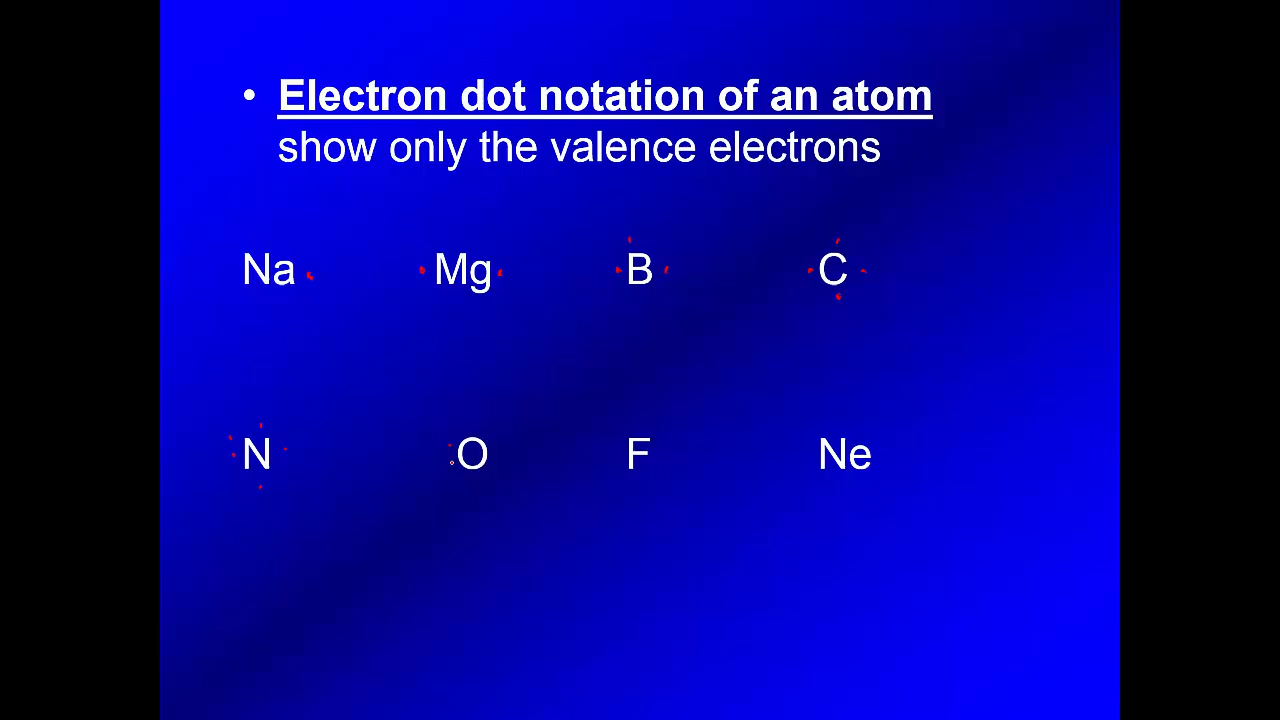 • Electron dot notation of an atom
show only the valence electrons
Na Mg B C
N O F Ne